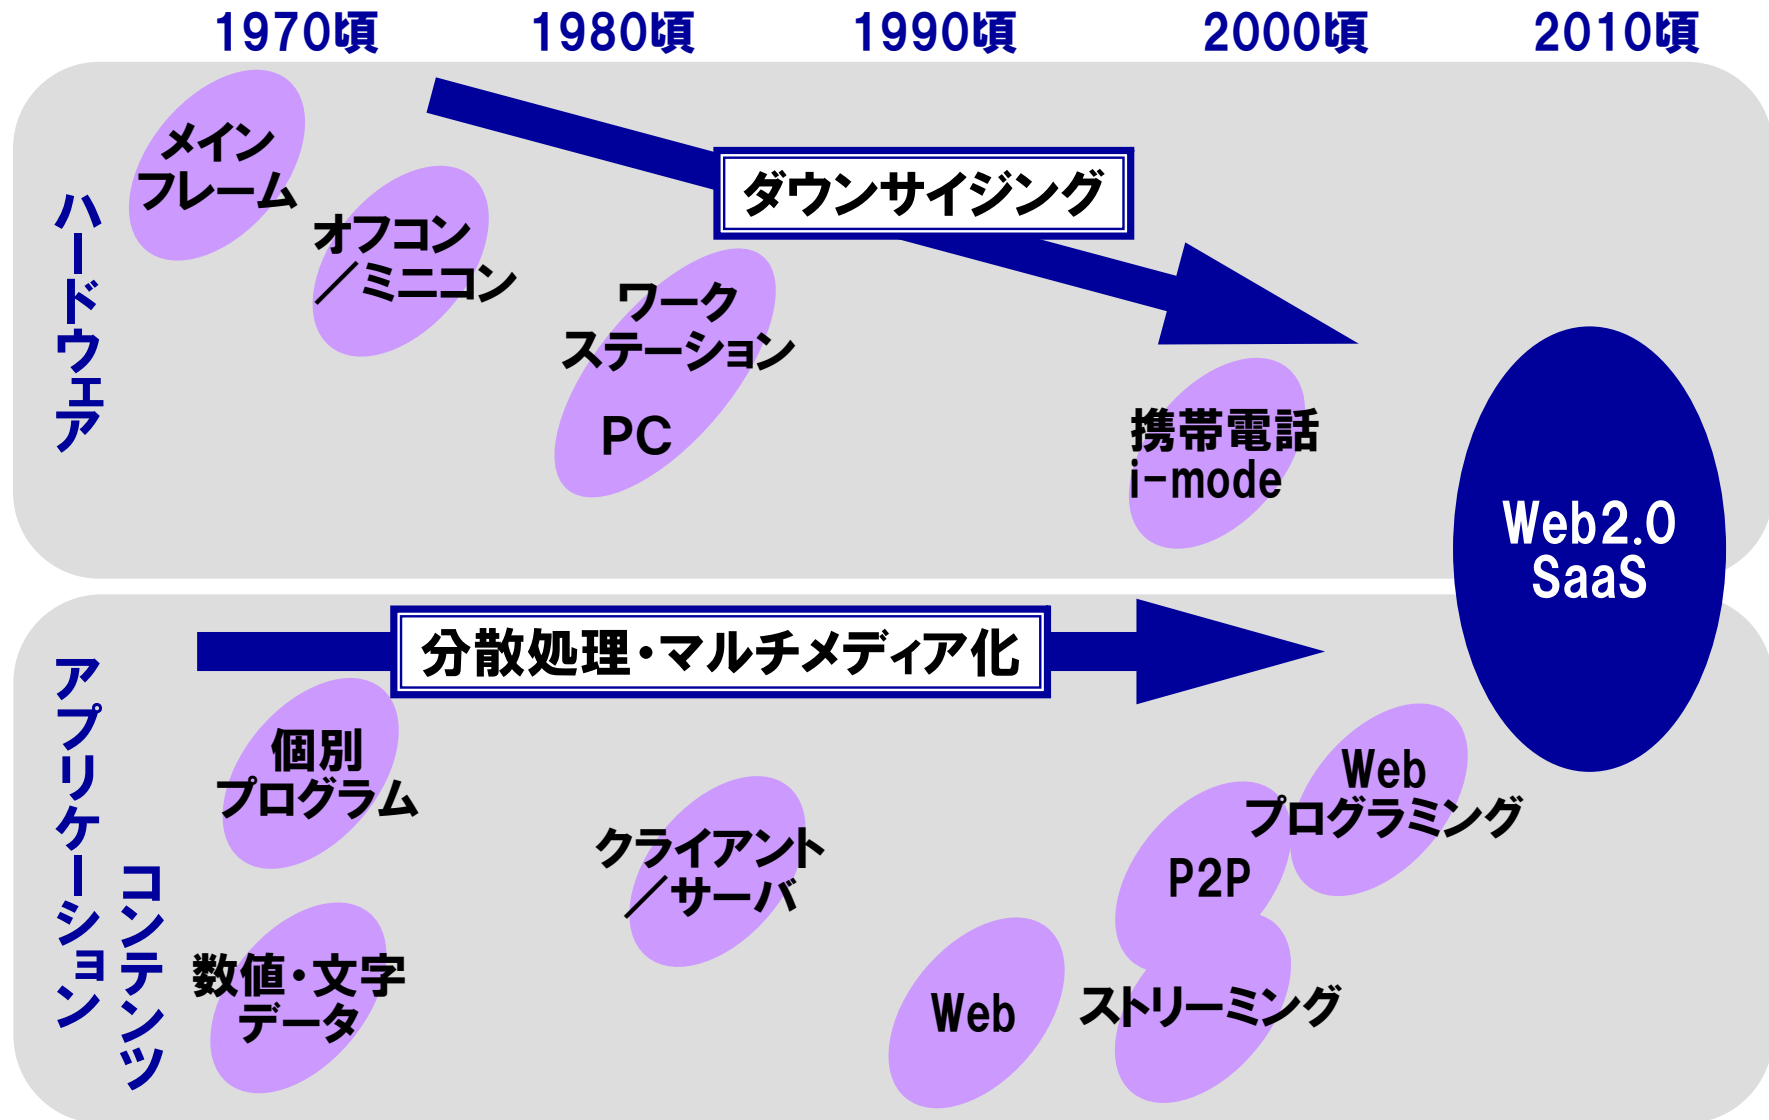 1970頃
1980頃
1990頃
2000頃
2010頃
ハードウェア
メイン
フレーム
オフコン
／ミニコン
ダウンサイジング
ワーク
ステーション
PC
携帯電話
i-mode
Web2.0
SaaS
アプリケーション
コンテンツ
分散処理・マルチメディア化
個別
プログラム
数値・文字
データ
クライアント
／サーバ
Web
P2P
ストリーミング
Web
プログラミング